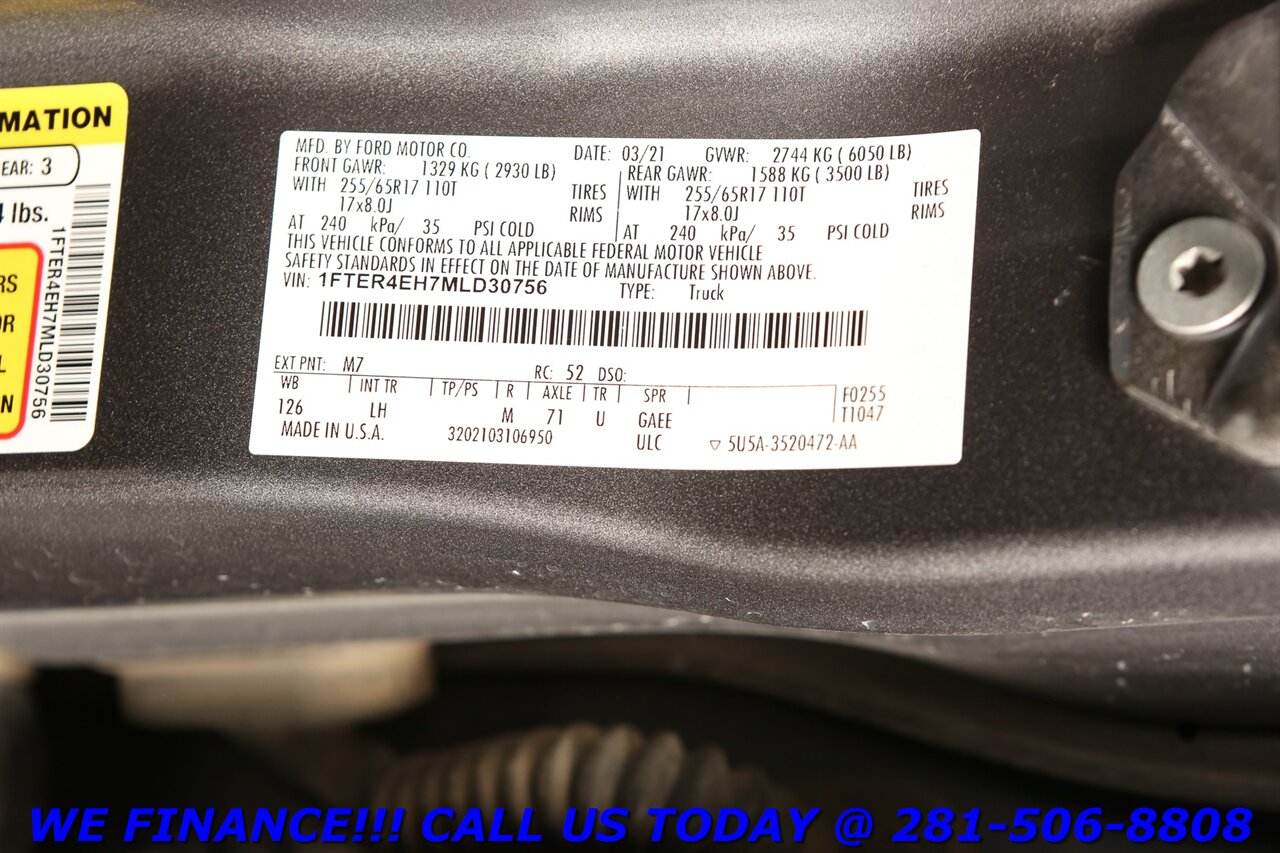 MATION
EAR: 3
4 lbs.
RS
OR
L
N
1FTER4EH7MLD30756
MFD. BY FORD MOTOR CO. DATE: 03/21 GVWR: 2744 KG ( 6050 LB)
FRONT GAWR: 1329 KG ( 2930 LB) REAR GAWR: 1588 KG ( 3500 LB)
WITH 255/65R17 110T TIRES WITH 255/65R17 110T TIRES
17x8.0J RIMS 17x8.0J RIMS
AT 240 kPa/ 35 PSI COLD AT 240 kPa/ 35 PSI COLD
THIS VEHICLE CONFORMS TO ALL APPLICABLE FEDERAL MOTOR VEHICLE
SAFETY STANDARDS IN EFFECT ON THE DATE OF MANUFACTURE SHOWN ABOVE.
VIN: 1FTER4EH7MLD30756 TYPE: Truck
EXT PNT: M7 RC: 52 DSO:
WB INT TR TP/PS R AXLE TR SPR F0255
126 LH M 71 U GAEE T1047
MADE IN U.S.A. 3202103106950 ULC ▽ 5U5A-3520472-AA
WE FINANCE!!! CALL US TODAY @ 281-506-8808